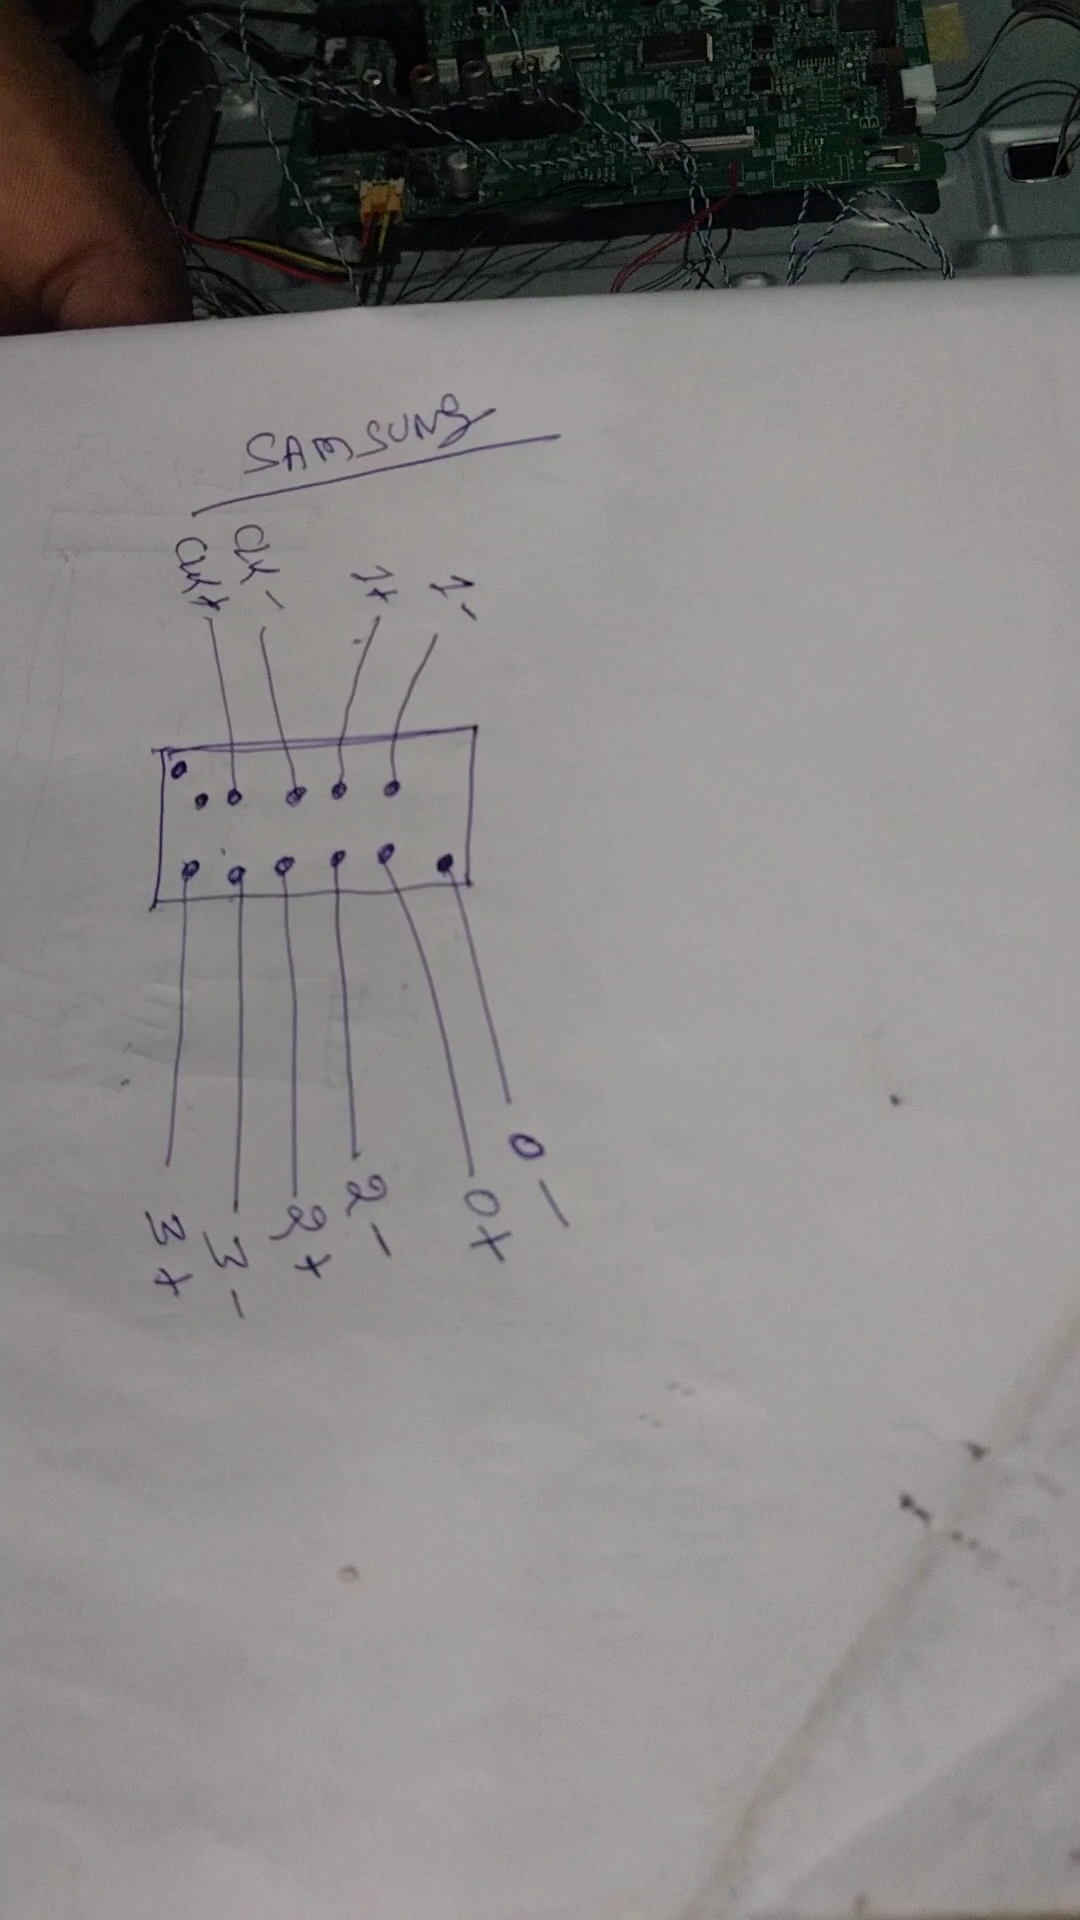 SAMSUNG
CLK+ CLK- 1+ 1-
3+ 3- 2+ 2- 0+ 0-